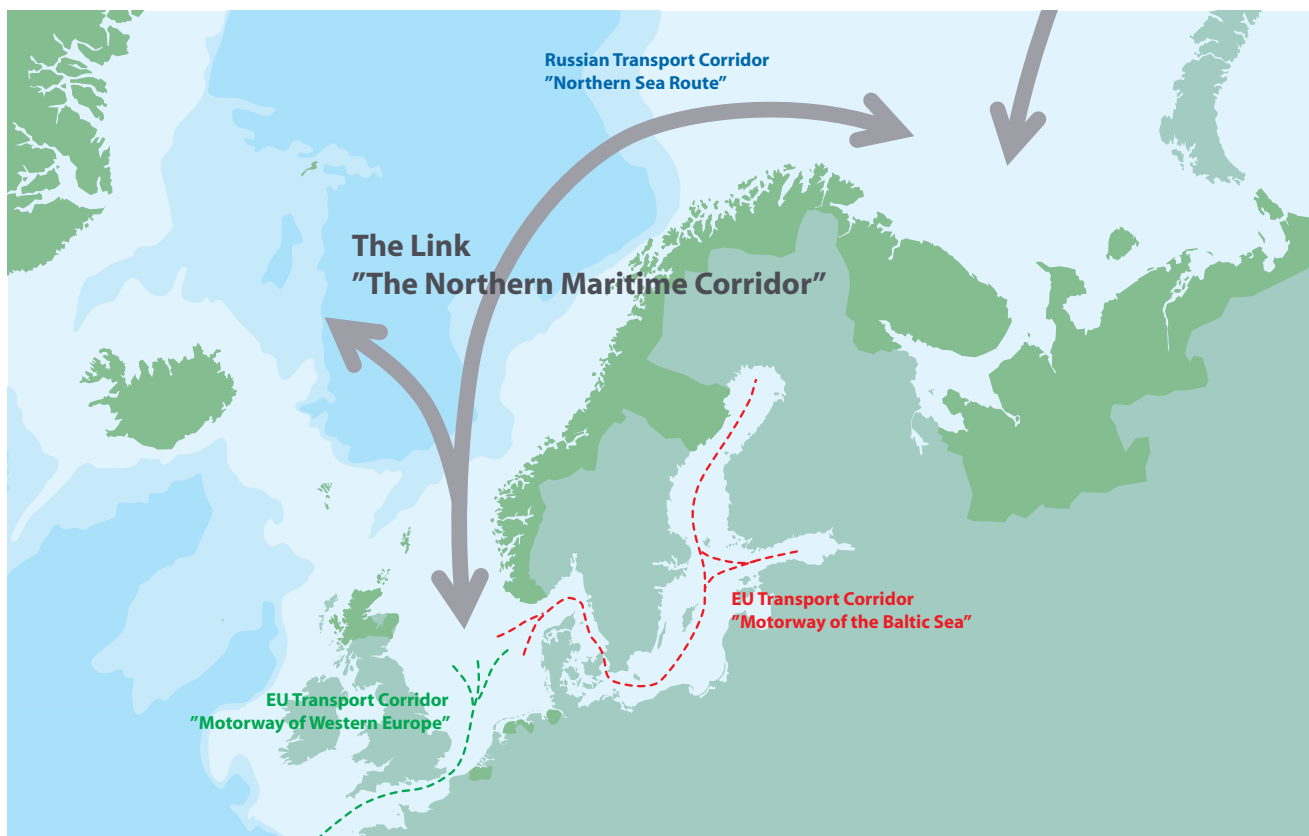 Russian Transport Corridor
”Northern Sea Route”
The Link
”The Northern Maritime Corridor”
EU Transport Corridor
”Motorway of the Baltic Sea”
EU Transport Corridor
”Motorway of Western Europe”